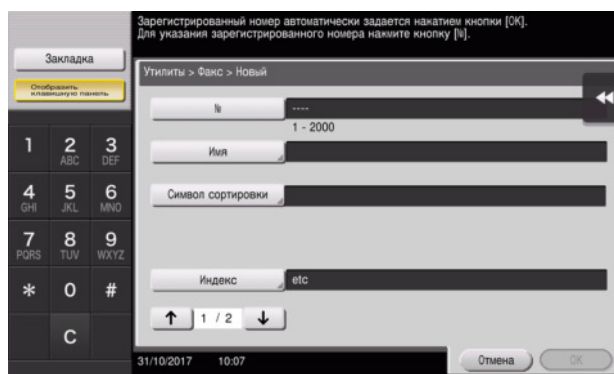 Зарегистрированный номер автоматически задается нажатием кнопки [OK].
Для указания зарегистрированного номера нажмите кнопку [№].
Закладка
Отобразить
клавишную панель
Утилиты > Факс > Новый
№
----
1 - 2000
Имя
Символ сортировки
Индекс
etc
↑ 1 / 2 ↓
1
2
ABC
3
DEF
4
GHI
5
JKL
6
MNO
7
PQRS
8
TUV
9
WXYZ
*
0
#
C
31/10/2017 10:07
Отмена
OK